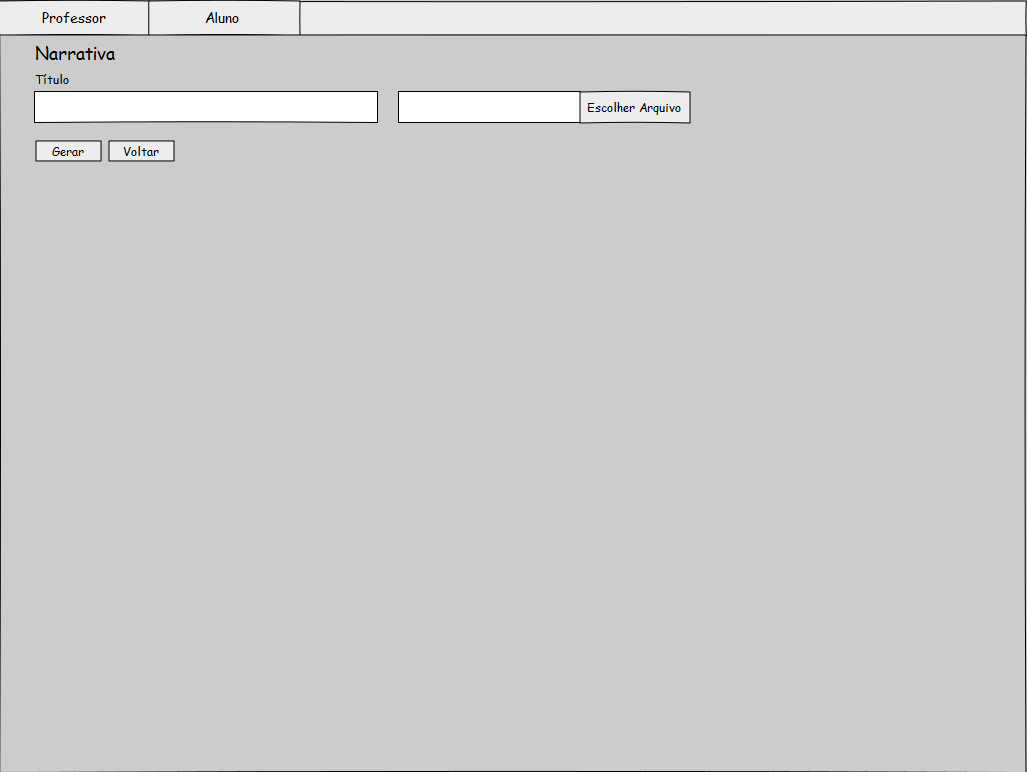 Professor Aluno
Narrativa
Título
Escolher Arquivo
Gerar Voltar